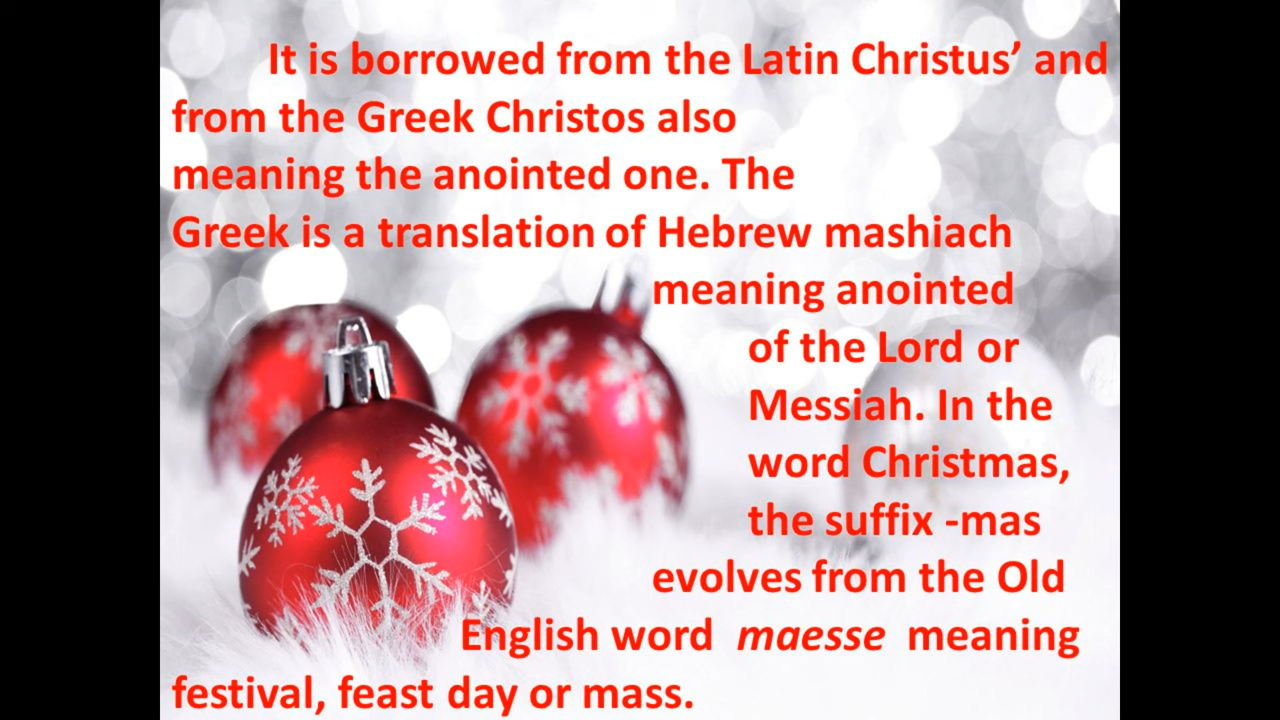 It is borrowed from the Latin Christus’ and
from the Greek Christos also
meaning the anointed one. The
Greek is a translation of Hebrew mashiach
meaning anointed
of the Lord or
Messiah. In the
word Christmas,
the suffix -mas
evolves from the Old
English word maesse meaning
festival, feast day or mass.